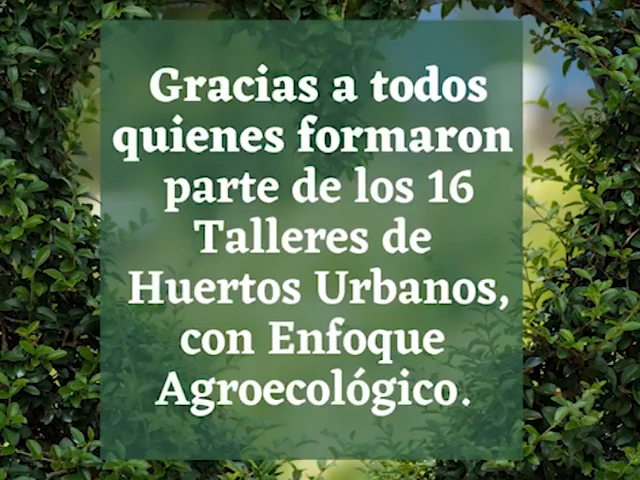 Gracias a todos
quienes formaron
parte de los 16
Talleres de
Huertos Urbanos,
con Enfoque
Agroecológico.